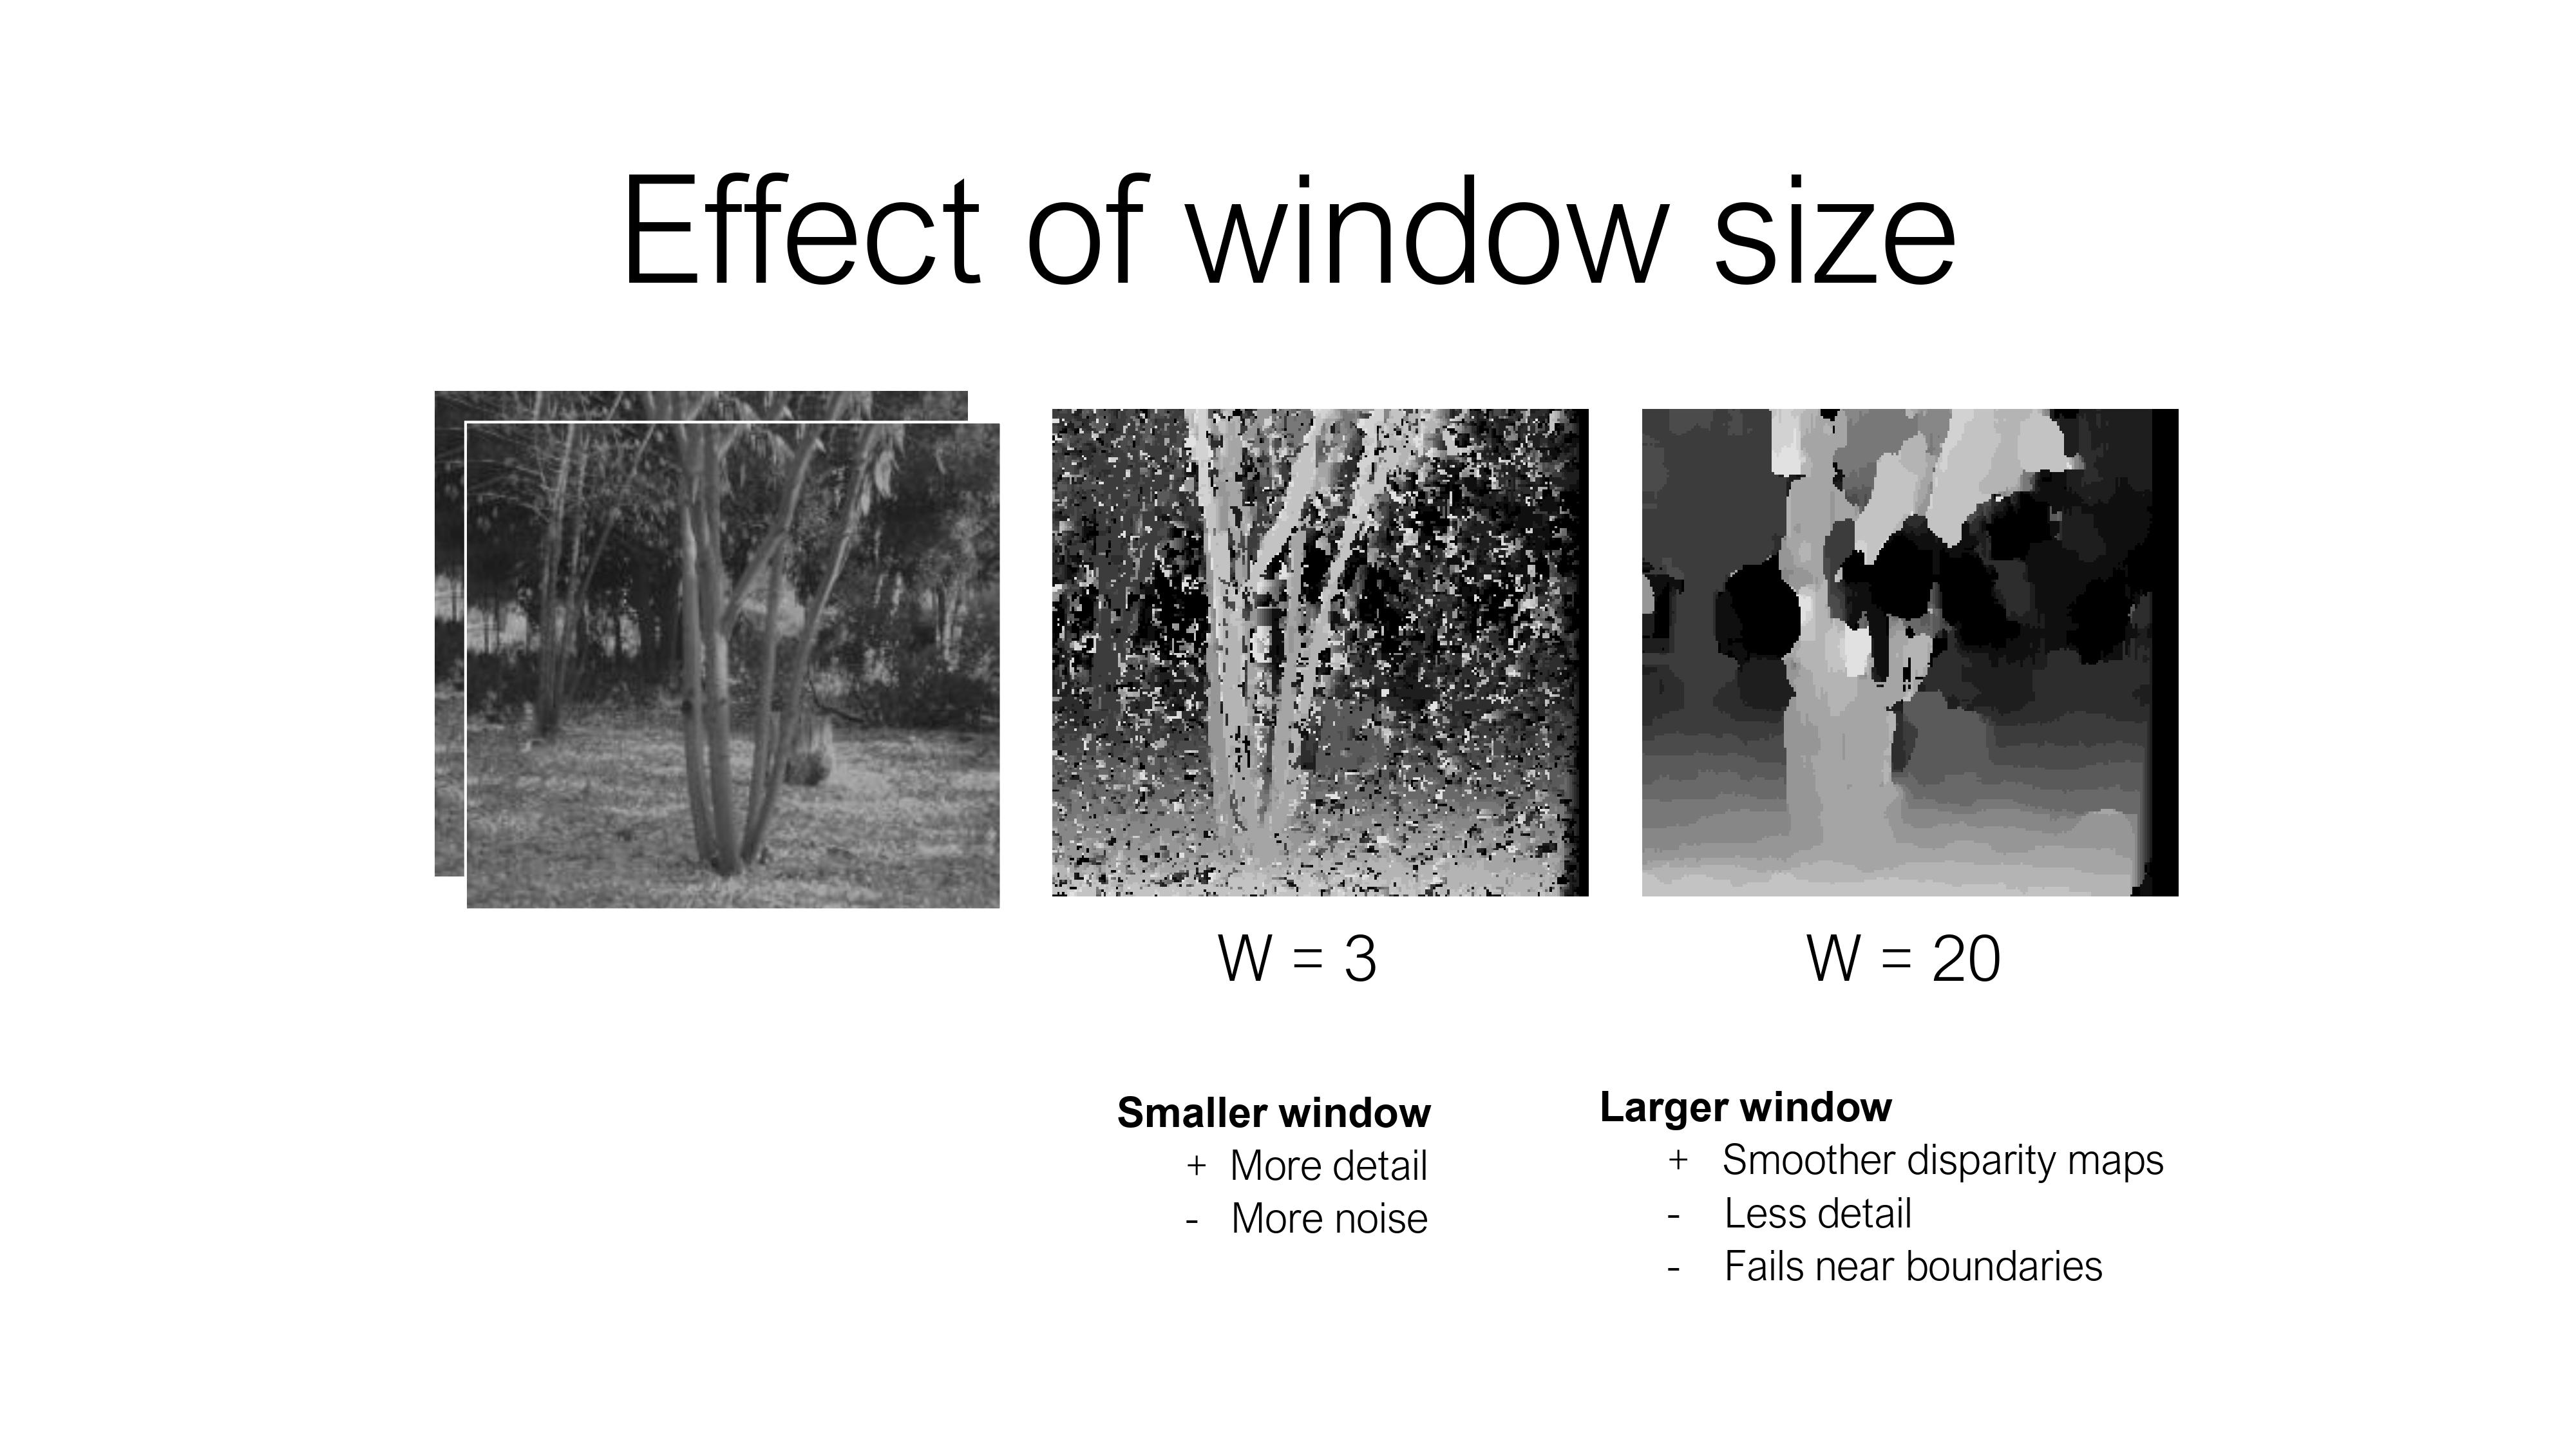 Effect of window size
W = 3
W = 20
Smaller window
+ More detail
- More noise
Larger window
+ Smoother disparity maps
- Less detail
- Fails near boundaries